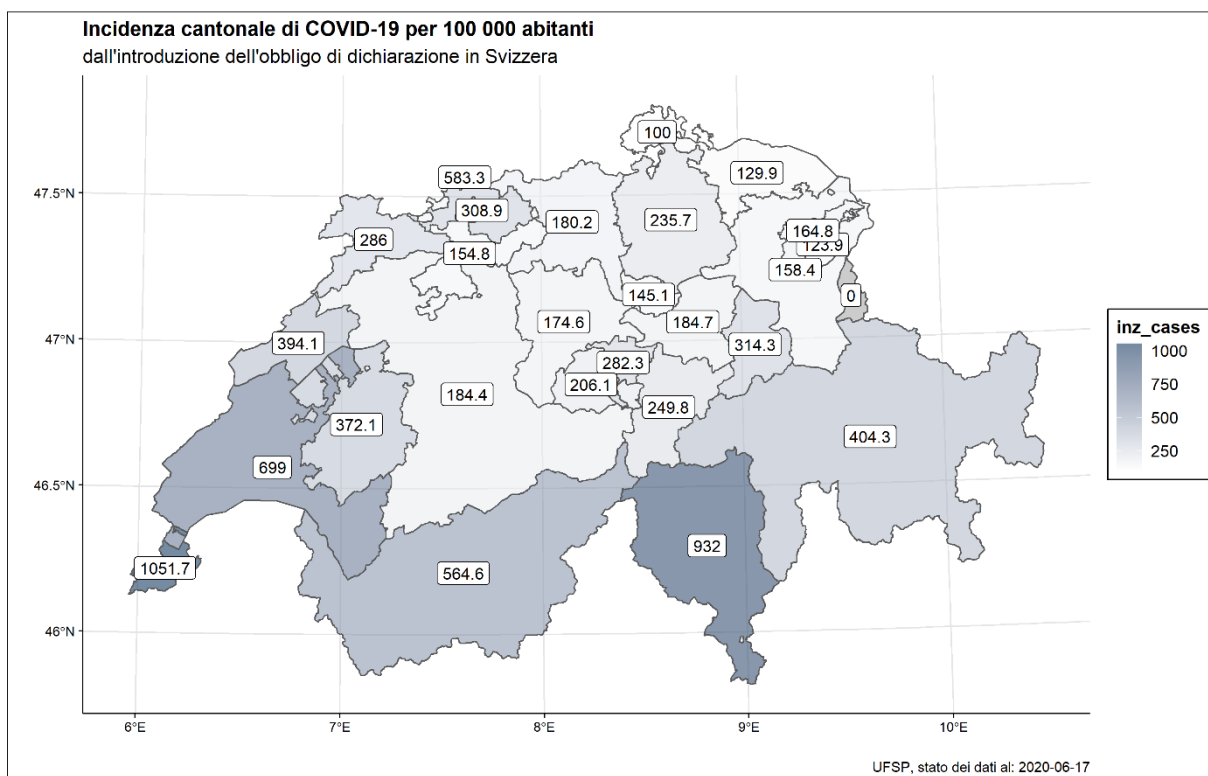 Incidenza cantonale di COVID-19 per 100 000 abitanti
dall'introduzione dell'obbligo di dichiarazione in Svizzera
100
129.9
583.3
47.5°N
308.9
180.2
235.7
164.8
123.9
286
154.8
158.4
145.1
0
174.6
184.7
47°N
394.1
314.3
282.3
206.1
184.4
249.8
372.1
404.3
699
46.5°N
932
1051.7
564.6
46°N
6°E
7°E
8°E
9°E
10°E
inz_cases
1000
750
500
250
UFSP, stato dei dati al: 2020-06-17